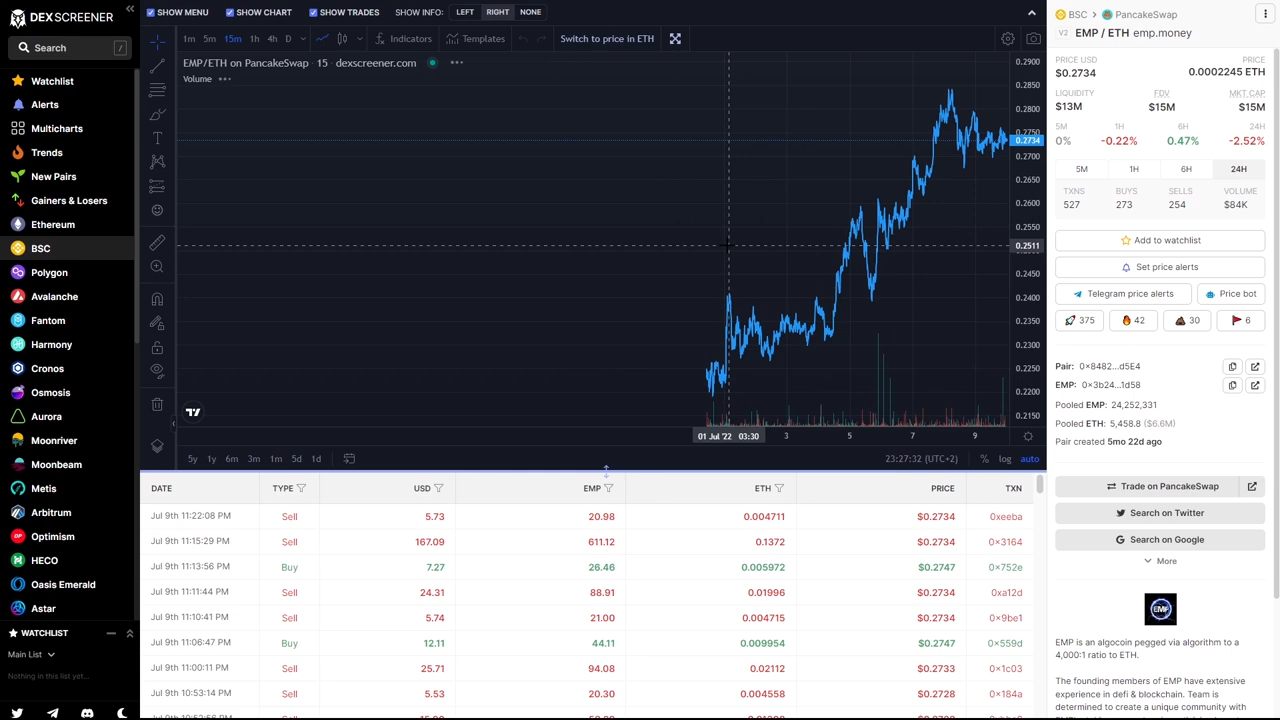 DEXSCREENER
Search /
Watchlist
Alerts
Multicharts
Trends
New Pairs
Gainers & Losers
Ethereum
BSC
Polygon
Avalanche
Fantom
Harmony
Cronos
Osmosis
Aurora
Moonriver
Moonbeam
Metis
Arbitrum
Optimism
HECO
Oasis Emerald
Astar
WATCHLIST
Main List
Nothing in this list yet...
SHOW MENU SHOW CHART SHOW TRADES SHOW INFO: LEFT RIGHT NONE
1m 5m 15m 1h 4h D Indicators Templates Switch to price in ETH
EMP/ETH on PancakeSwap · 15 · dexscreener.com
Volume
0.2900
0.2850
0.2800
0.2750
0.2734
0.2700
0.2650
0.2600
0.2550
0.2511
0.2450
0.2400
0.2350
0.2300
0.2250
0.2200
0.2150
01 Jul '22 03:30 3 5 7 9
5y 1y 6m 3m 1m 5d 1d 23:27:32 (UTC+2) % log auto
DATE TYPE USD EMP ETH PRICE TXN
Jul 9th 11:22:08 PM Sell 5.73 20.98 0.004711 $0.2734 0xeeba
Jul 9th 11:15:29 PM Sell 167.09 611.12 0.1372 $0.2734 0x3164
Jul 9th 11:13:56 PM Buy 7.27 26.46 0.005972 $0.2747 0x752e
Jul 9th 11:11:44 PM Sell 24.31 88.91 0.01996 $0.2734 0xa12d
Jul 9th 11:10:41 PM Sell 5.74 21.00 0.004715 $0.2734 0x9be1
Jul 9th 11:06:47 PM Buy 12.11 44.11 0.009954 $0.2747 0x559d
Jul 9th 11:00:11 PM Sell 25.71 94.08 0.02112 $0.2733 0x1c03
Jul 9th 10:53:14 PM Sell 5.53 20.30 0.004558 $0.2728 0x184a
BSC > PancakeSwap
V2 EMP / ETH emp.money
PRICE USD PRICE
$0.2734 0.0002245 ETH
LIQUIDITY FDV MKT CAP
$13M $15M $15M
5M 1H 6H 24H
0% -0.22% 0.47% -2.52%
5M 1H 6H 24H
TXNS BUYS SELLS VOLUME
527 273 254 $84K
Add to watchlist
Set price alerts
Telegram price alerts Price bot
375 42 30 6
Pair: 0x8482...d5E4
EMP: 0x3b24...1d58
Pooled EMP: 24,252,331
Pooled ETH: 5,458.8 ($6.6M)
Pair created 5mo 22d ago
Trade on PancakeSwap
Search on Twitter
Search on Google
More
EMP
EMP is an algocoin pegged via algorithm to a
4,000:1 ratio to ETH.
The founding members of EMP have extensive
experience in defi & blockchain. Team is
determined to create a unique community with